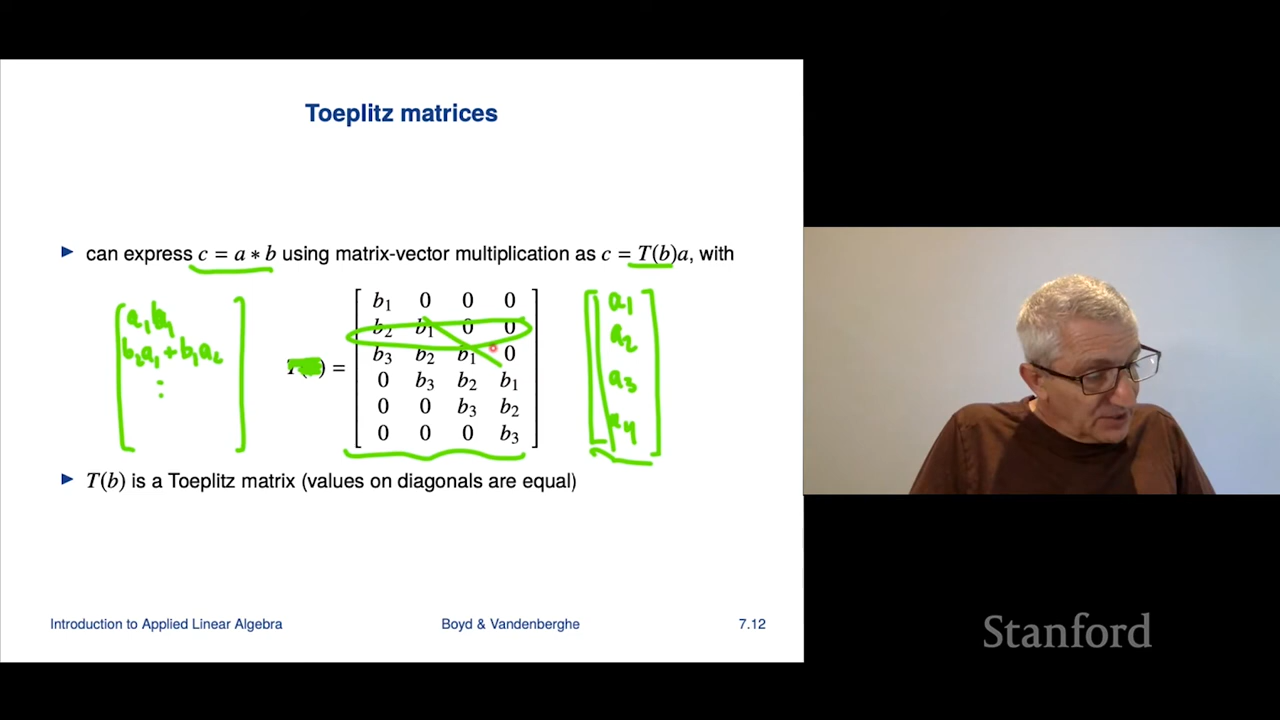 Toeplitz matrices
▶ can express c = a ∗ b using matrix-vector multiplication as c = T(b)a, with
a₁b₁
b₂a₁ + b₁a₂
⋮
) =
b₁ 0 0 0
b₂ b₁ 0 0
b₃ b₂ b₁ 0
0 b₃ b₂ b₁
0 0 b₃ b₂
0 0 0 b₃
a₁
a₂
a₃
a₄
▶ T(b) is a Toeplitz matrix (values on diagonals are equal)
Introduction to Applied Linear Algebra
Boyd & Vandenberghe
7.12
Stanford